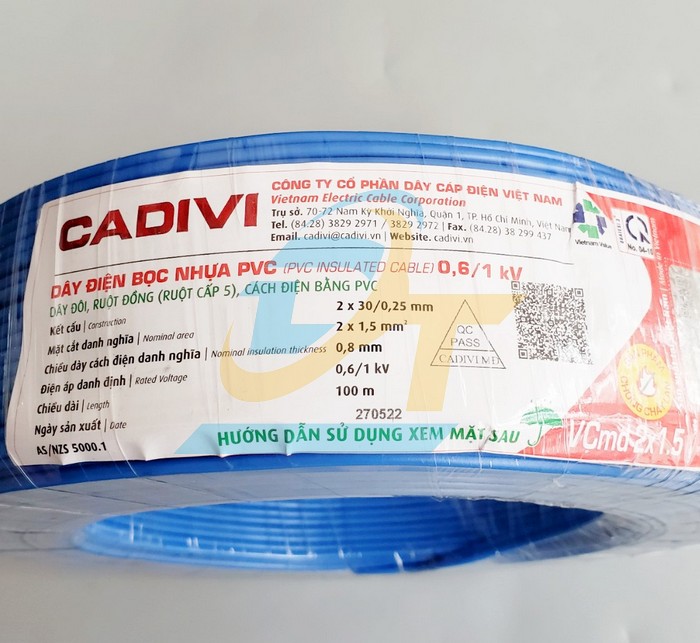 CADIVI
CÔNG TY CỔ PHẦN DÂY CÁP ĐIỆN VIỆT NAM
Vietnam Electric Cable Corporation
Trụ sở. 70-72 Nam Kỳ Khởi Nghĩa, Quận 1, TP. Hồ Chí Minh, Việt Nam
Tel. (84.28) 3829 2971 / 3829 2972 | Fax. (84.28) 38 299 437
Email. cadivi@cadivi.vn | Website. cadivi.vn
Vietnam Value
DÂY ĐIỆN BỌC NHỰA PVC (PVC INSULATED CABLE) 0,6/1 kV
DÂY ĐÔI, RUỘT ĐỒNG (RUỘT CẤP 5), CÁCH ĐIỆN BẰNG PVC
Kết cấu / Construction 2 x 30/0,25 mm
Mặt cắt danh nghĩa / Nominal area 2 x 1,5 mm²
Chiều dày cách điện danh nghĩa / Nominal insulation thickness 0,8 mm
Điện áp danh định / Rated Voltage 0,6/1 kV
Chiều dài / Length 100 m
Ngày sản xuất / Date 270522
AS/NZS 5000.1
QC
PASS
CADIVI.MD
HƯỚNG DẪN SỬ DỤNG XEM MẶT SAU
VCmd 2x1.5
DT